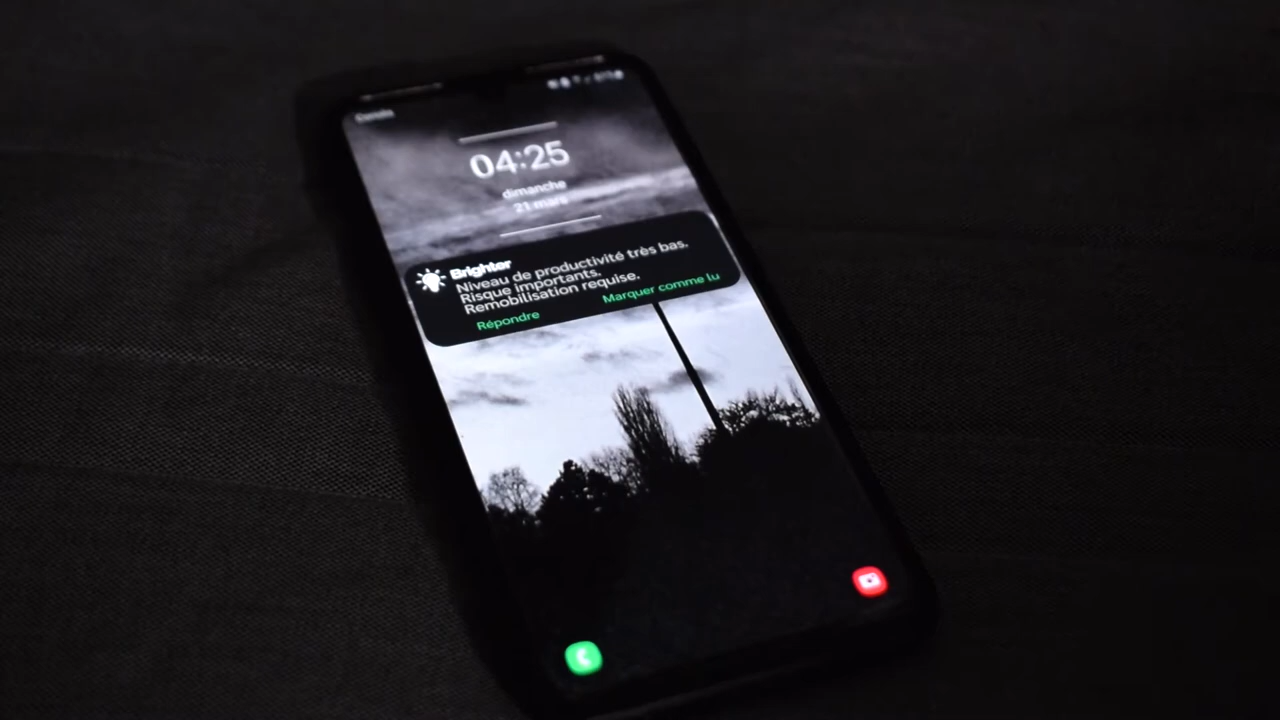 04:25
dimanche
21 mars
Brighter
Niveau de productivité très bas.
Risque importants.
Remobilisation requise.
Répondre
Marquer comme lu